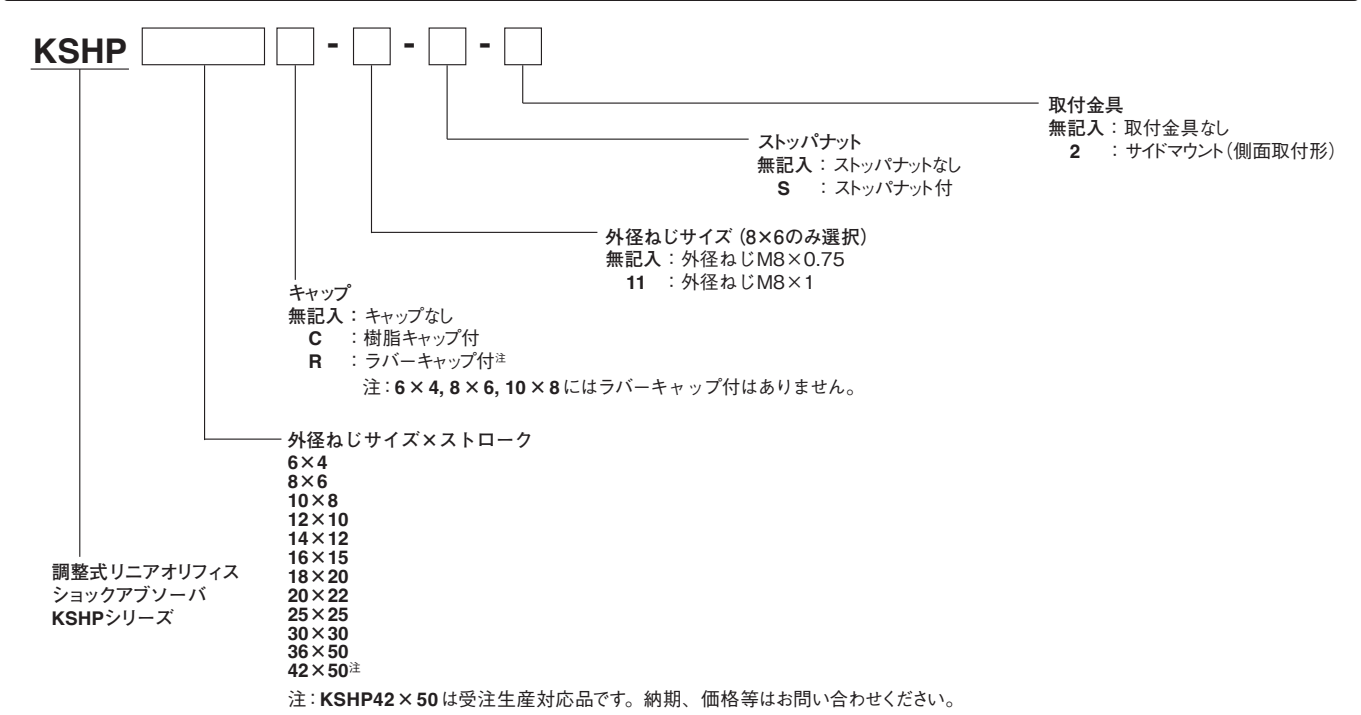 KSHP - - -
取付金具
無記入：取付金具なし
2 ：サイドマウント（側面取付形）
ストッパナット
無記入：ストッパナットなし
S ：ストッパナット付
外径ねじサイズ（8×6のみ選択）
無記入：外径ねじM8×0.75
11 ：外径ねじM8×1
キャップ
無記入：キャップなし
C ：樹脂キャップ付
R ：ラバーキャップ付注
注：6×4, 8×6, 10×8にはラバーキャップ付はありません。
外径ねじサイズ×ストローク
6×4
8×6
10×8
12×10
14×12
16×15
18×20
20×22
25×25
30×30
36×50
42×50注
注：KSHP42×50は受注生産対応品です。納期、価格等はお問い合わせください。
調整式リニアオリフィス
ショックアブソーバ
KSHPシリーズ